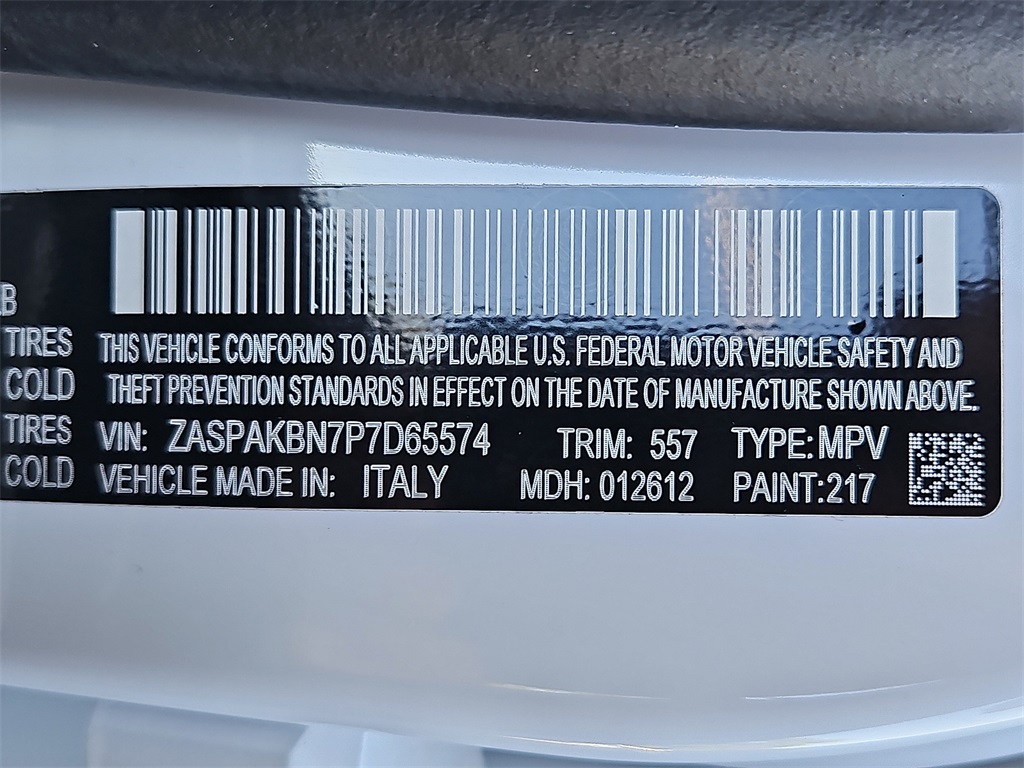 B
TIRES THIS VEHICLE CONFORMS TO ALL APPLICABLE U.S. FEDERAL MOTOR VEHICLE SAFETY AND
COLD THEFT PREVENTION STANDARDS IN EFFECT ON THE DATE OF MANUFACTURE SHOWN ABOVE.
TIRES VIN: ZASPAKBN7P7D65574 TRIM: 557 TYPE: MPV
COLD VEHICLE MADE IN: ITALY MDH: 012612 PAINT:217